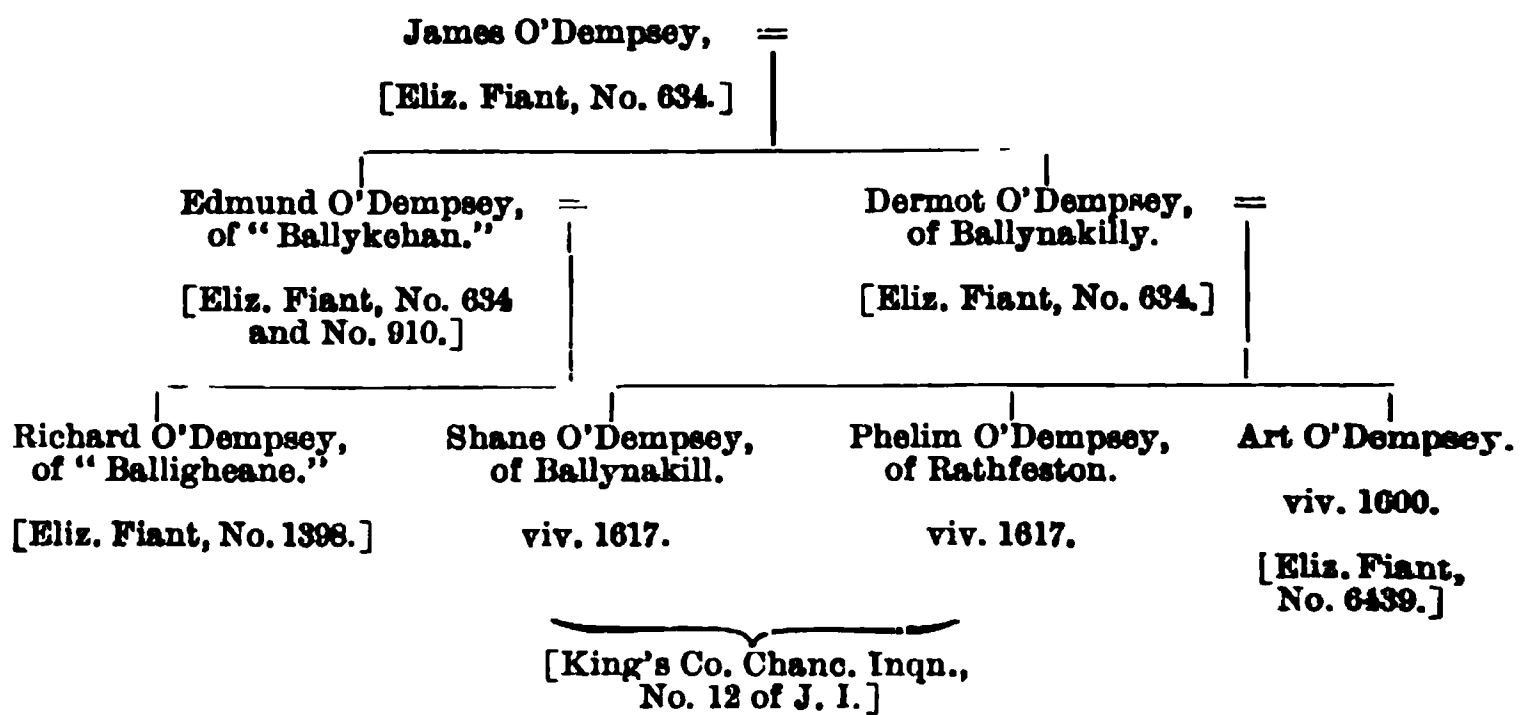 James O'Dempsey, =
[Eliz. Fiant, No. 634.]
Edmund O'Dempsey, =
of "Ballykehan."
[Eliz. Fiant, No. 634
and No. 910.]
Dermot O'Dempsey, =
of Ballynakilly.
[Eliz. Fiant, No. 634.]
Richard O'Dempsey,
of "Balligheane."
[Eliz. Fiant, No. 1398.]
Shane O'Dempsey,
of Ballynakill.
viv. 1617.
Phelim O'Dempsey,
of Rathfeston.
viv. 1617.
Art O'Dempsey.
viv. 1600.
[Eliz. Fiant,
No. 6439.]
[King's Co. Chanc. Inqn.,
No. 12 of J. I.]